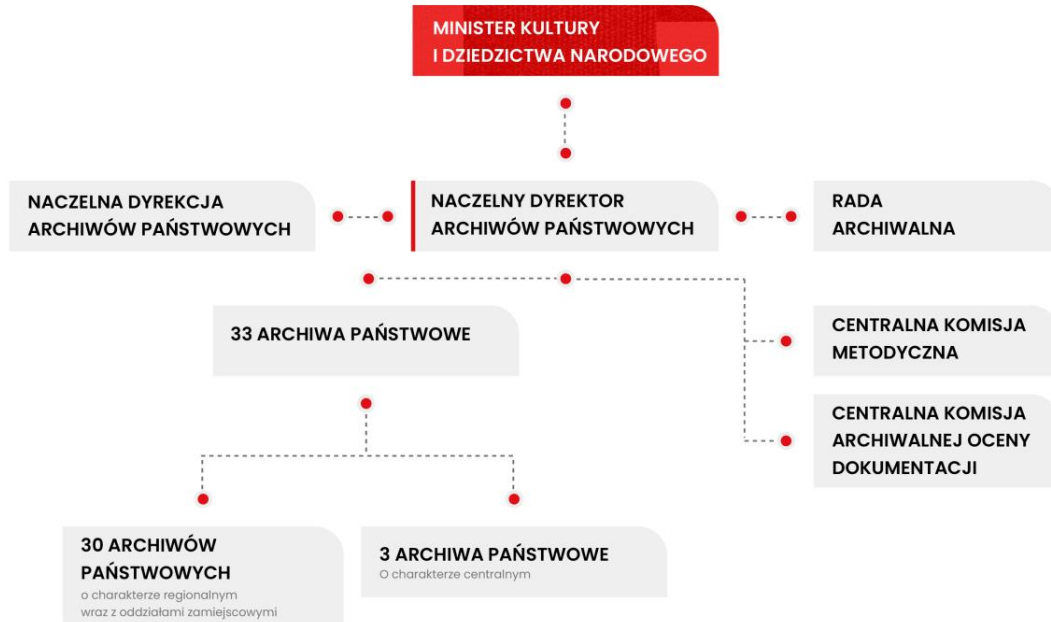 MINISTER KULTURY
I DZIEDZICTWA NARODOWEGO
NACZELNA DYREKCJA
ARCHIWÓW PAŃSTWOWYCH
NACZELNY DYREKTOR
ARCHIWÓW PAŃSTWOWYCH
RADA
ARCHIWALNA
33 ARCHIWA PAŃSTWOWE
CENTRALNA KOMISJA
METODYCZNA
CENTRALNA KOMISJA
ARCHIWALNEJ OCENY
DOKUMENTACJI
30 ARCHIWÓW
PAŃSTWOWYCH
o charakterze regionalnym
wraz z oddziałami zamiejscowymi
3 ARCHIWA PAŃSTWOWE
O charakterze centralnym